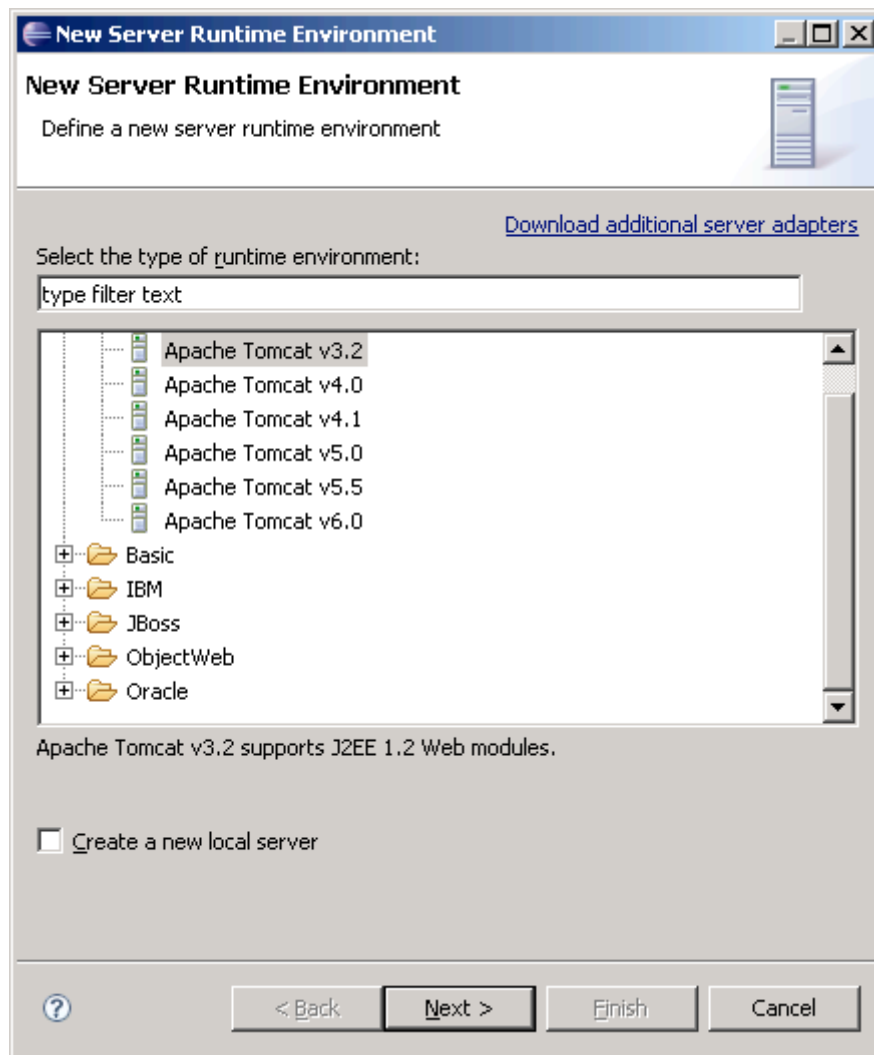 New Server Runtime Environment
New Server Runtime Environment
Define a new server runtime environment
Download additional server adapters
Select the type of runtime environment:
type filter text
Apache Tomcat v3.2
Apache Tomcat v4.0
Apache Tomcat v4.1
Apache Tomcat v5.0
Apache Tomcat v5.5
Apache Tomcat v6.0
Basic
IBM
JBoss
ObjectWeb
Oracle
Apache Tomcat v3.2 supports J2EE 1.2 Web modules.
Create a new local server
? < Back Next > Finish Cancel